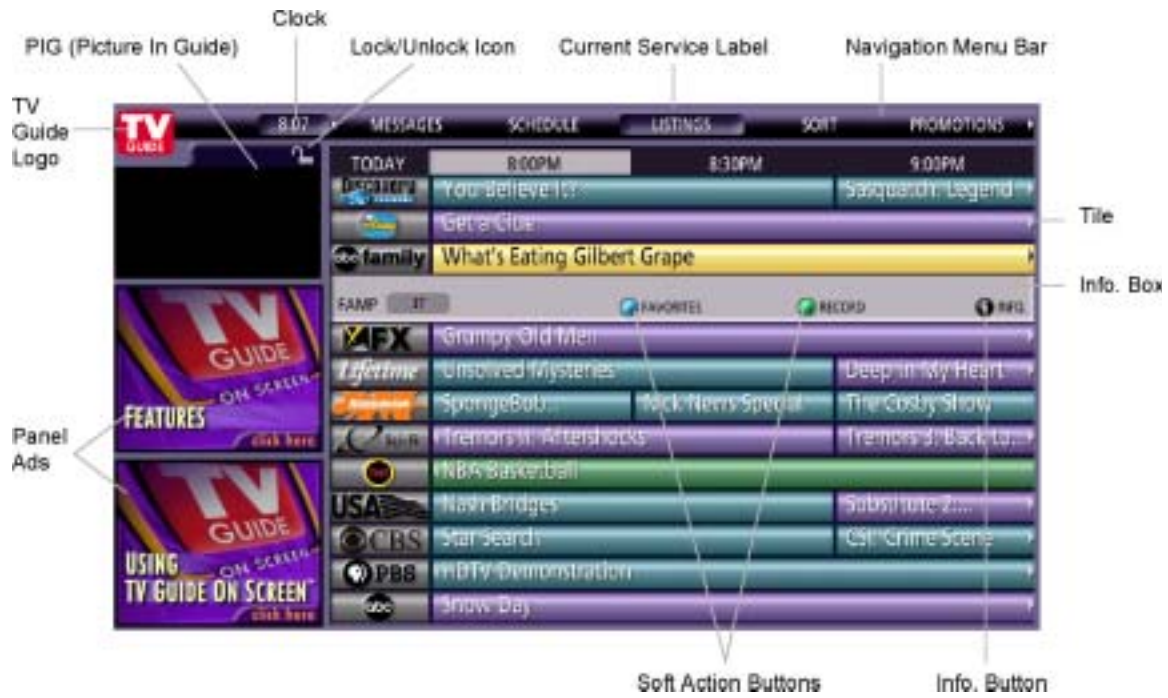 Clock
PIG (Picture In Guide)
Lock/Unlock Icon
Current Service Label
Navigation Menu Bar
TV
Guide
Logo
TV
GUIDE
8:07
MESSAGES
SCHEDULE
LISTINGS
SORT
PROMOTIONS
TODAY
8:00PM
8:30PM
9:00PM
Discovery
You Believe It?
Sasquatch: Legend
Tile
Get a Clue
abc family
What's Eating Gilbert Grape
Info. Box
FAMP
FAVORITES
RECORD
INFO
FX
Grumpy Old Men
Lifetime
Unsolved Mysteries
Deep In My Heart
SpongeBob
Nick News Special
The Cosby Show
Sci-Fi
Tremors II: Aftershocks
Tremors 3: Back to...
NBA Basketball
USA
Nash Bridges
Substitute 2:...
CBS
Star Search
CSI: Crime Scene
PBS
HDTV Demonstration
abc
Snow Day
TV
GUIDE
ON SCREEN
FEATURES
click here
Panel
Ads
TV
GUIDE
ON SCREEN
USING
TV GUIDE ON SCREEN™
click here
Soft Action Buttons
Info. Button